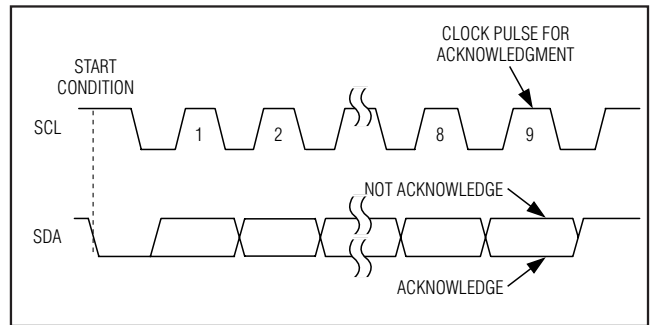 CLOCK PULSE FOR
ACKNOWLEDGMENT
START
CONDITION
SCL
1
2
8
9
NOT ACKNOWLEDGE
SDA
ACKNOWLEDGE